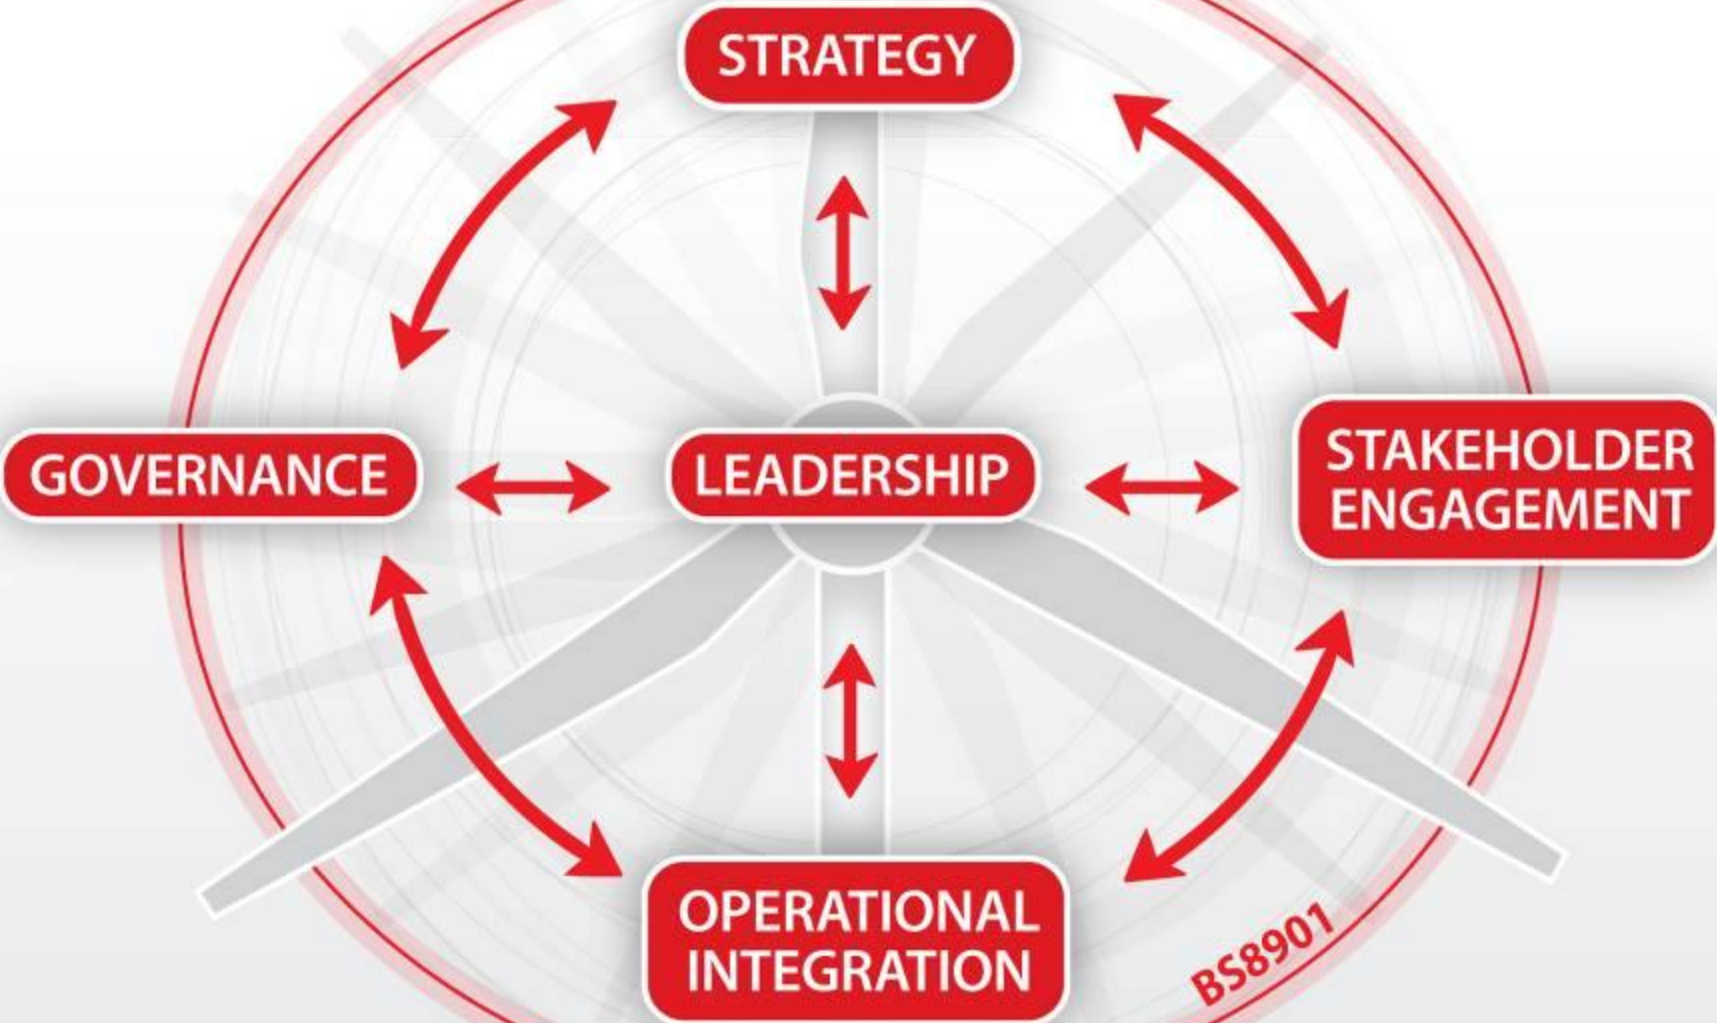 STRATEGY
GOVERNANCE
LEADERSHIP
STAKEHOLDER
ENGAGEMENT
OPERATIONAL
INTEGRATION
BS8901